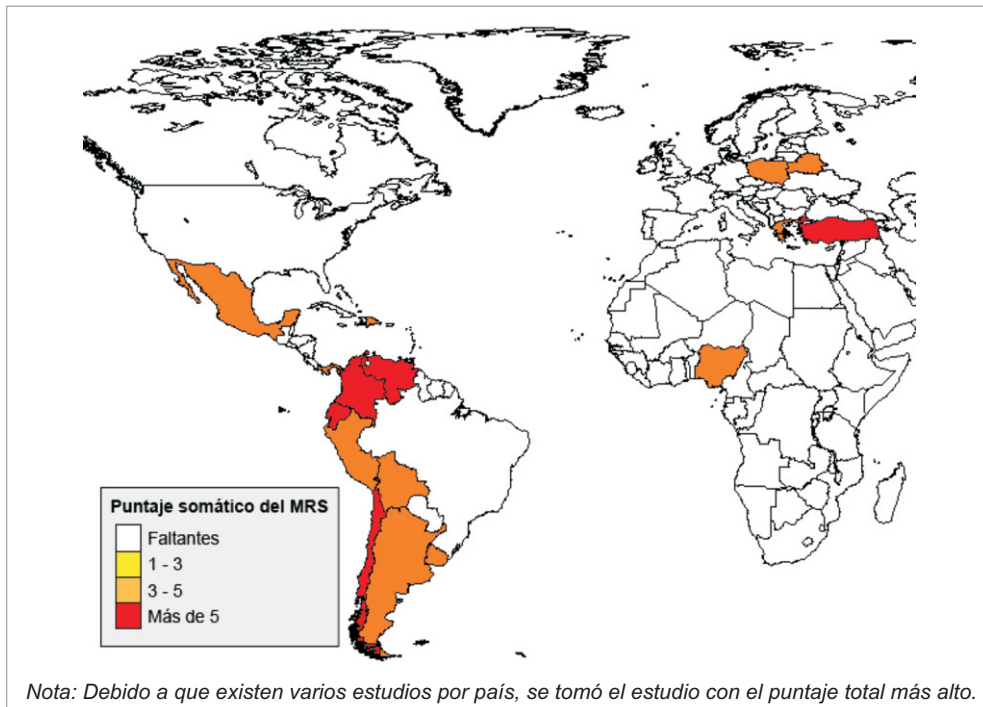 Puntaje somático del MRS
Faltantes
1 - 3
3 - 5
Más de 5
Nota: Debido a que existen varios estudios por país, se tomó el estudio con el puntaje total más alto.